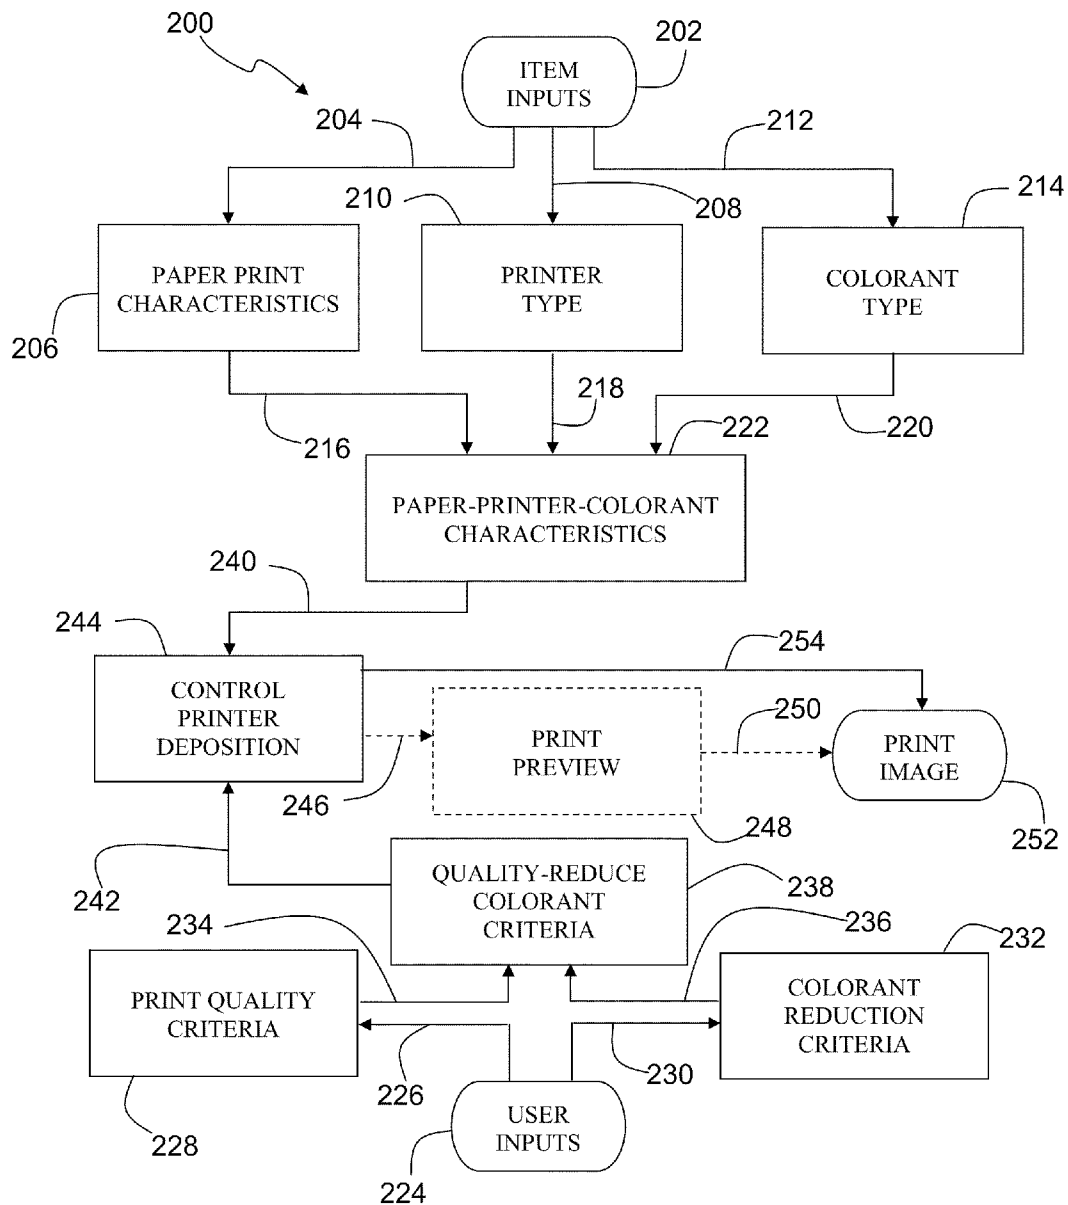 200
202
ITEM
INPUTS
204
212
210
208
214
PAPER PRINT
CHARACTERISTICS
PRINTER
TYPE
COLORANT
TYPE
206
216
218
222
220
PAPER-PRINTER-COLORANT
CHARACTERISTICS
240
244
254
CONTROL
PRINTER
DEPOSITION
250
PRINT
PREVIEW
PRINT
IMAGE
246
248
252
242
QUALITY-REDUCE
COLORANT
CRITERIA
238
234
236
232
PRINT QUALITY
CRITERIA
COLORANT
REDUCTION
CRITERIA
226
230
228
USER
INPUTS
224